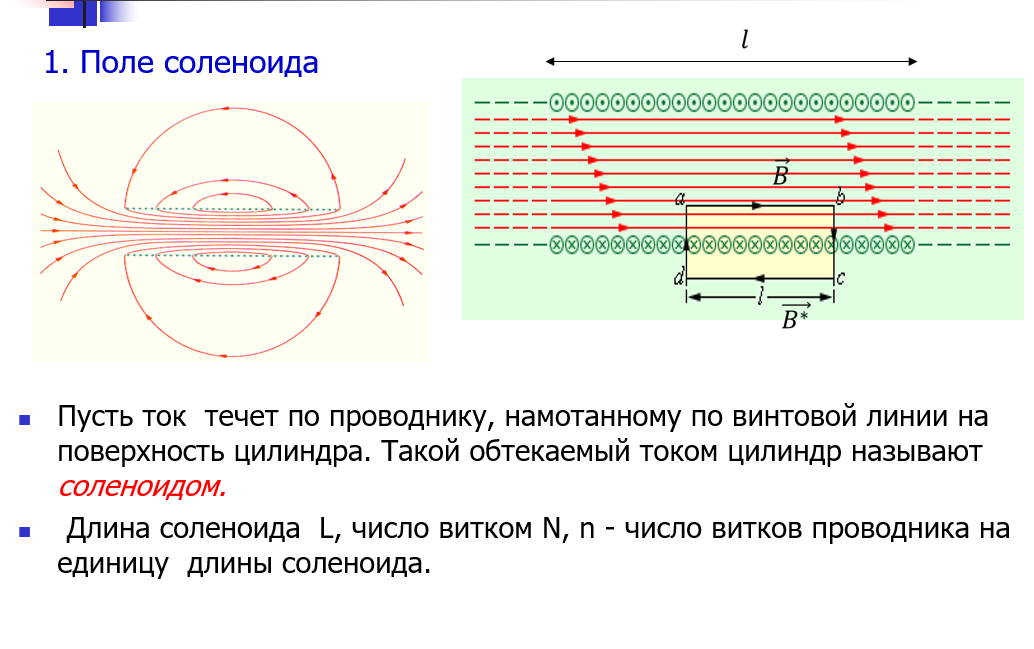 1. Поле соленоида
l
B
a
b
d
c
l
B*
Пусть ток течет по проводнику, намотанному по винтовой линии на
поверхность цилиндра. Такой обтекаемый током цилиндр называют
соленоидом.
Длина соленоида L, число витком N, n - число витков проводника на
единицу длины соленоида.